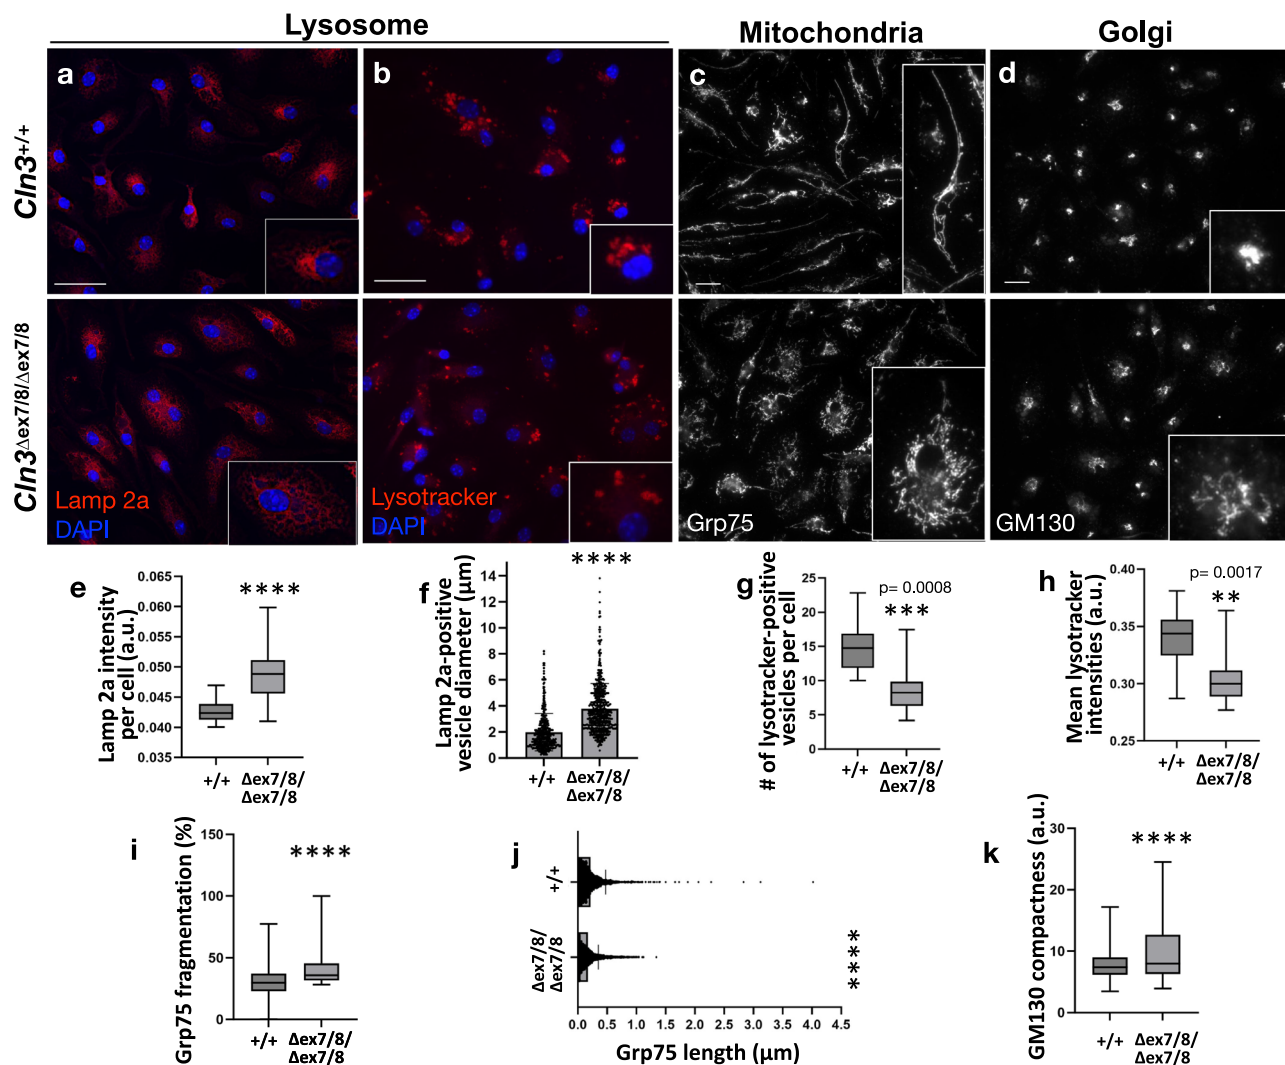 Lysosome
Mitochondria
Golgi
Cln3+/+
a
b
c
d
Cln3Δex7/8/Δex7/8
Lamp 2a
DAPI
Lysotracker
DAPI
Grp75
GM130
e
Lamp 2a intensity
per cell (a.u.)
0.065
0.060
0.055
0.050
0.045
0.040
0.035
****
+/+
Δex7/8/
Δex7/8
f
Lamp 2a-positive
vesicle diameter (µm)
14
12
10
8
6
4
2
0
****
+/+
Δex7/8/
Δex7/8
g
# of lysotracker-positive
vesicles per cell
25
20
15
10
5
0
p= 0.0008
***
+/+
Δex7/8/
Δex7/8
h
Mean lysotracker
intensities (a.u.)
0.40
0.35
0.30
0.25
p= 0.0017
**
+/+
Δex7/8/
Δex7/8
i
Grp75 fragmentation (%)
150
100
50
0
****
+/+
Δex7/8/
Δex7/8
j
+/+
Δex7/8/
Δex7/8
****
0.0 0.5 1.0 1.5 2.0 2.5 3.0 3.5 4.0 4.5
Grp75 length (µm)
k
GM130 compactness (a.u.)
30
20
10
0
****
+/+
Δex7/8/
Δex7/8